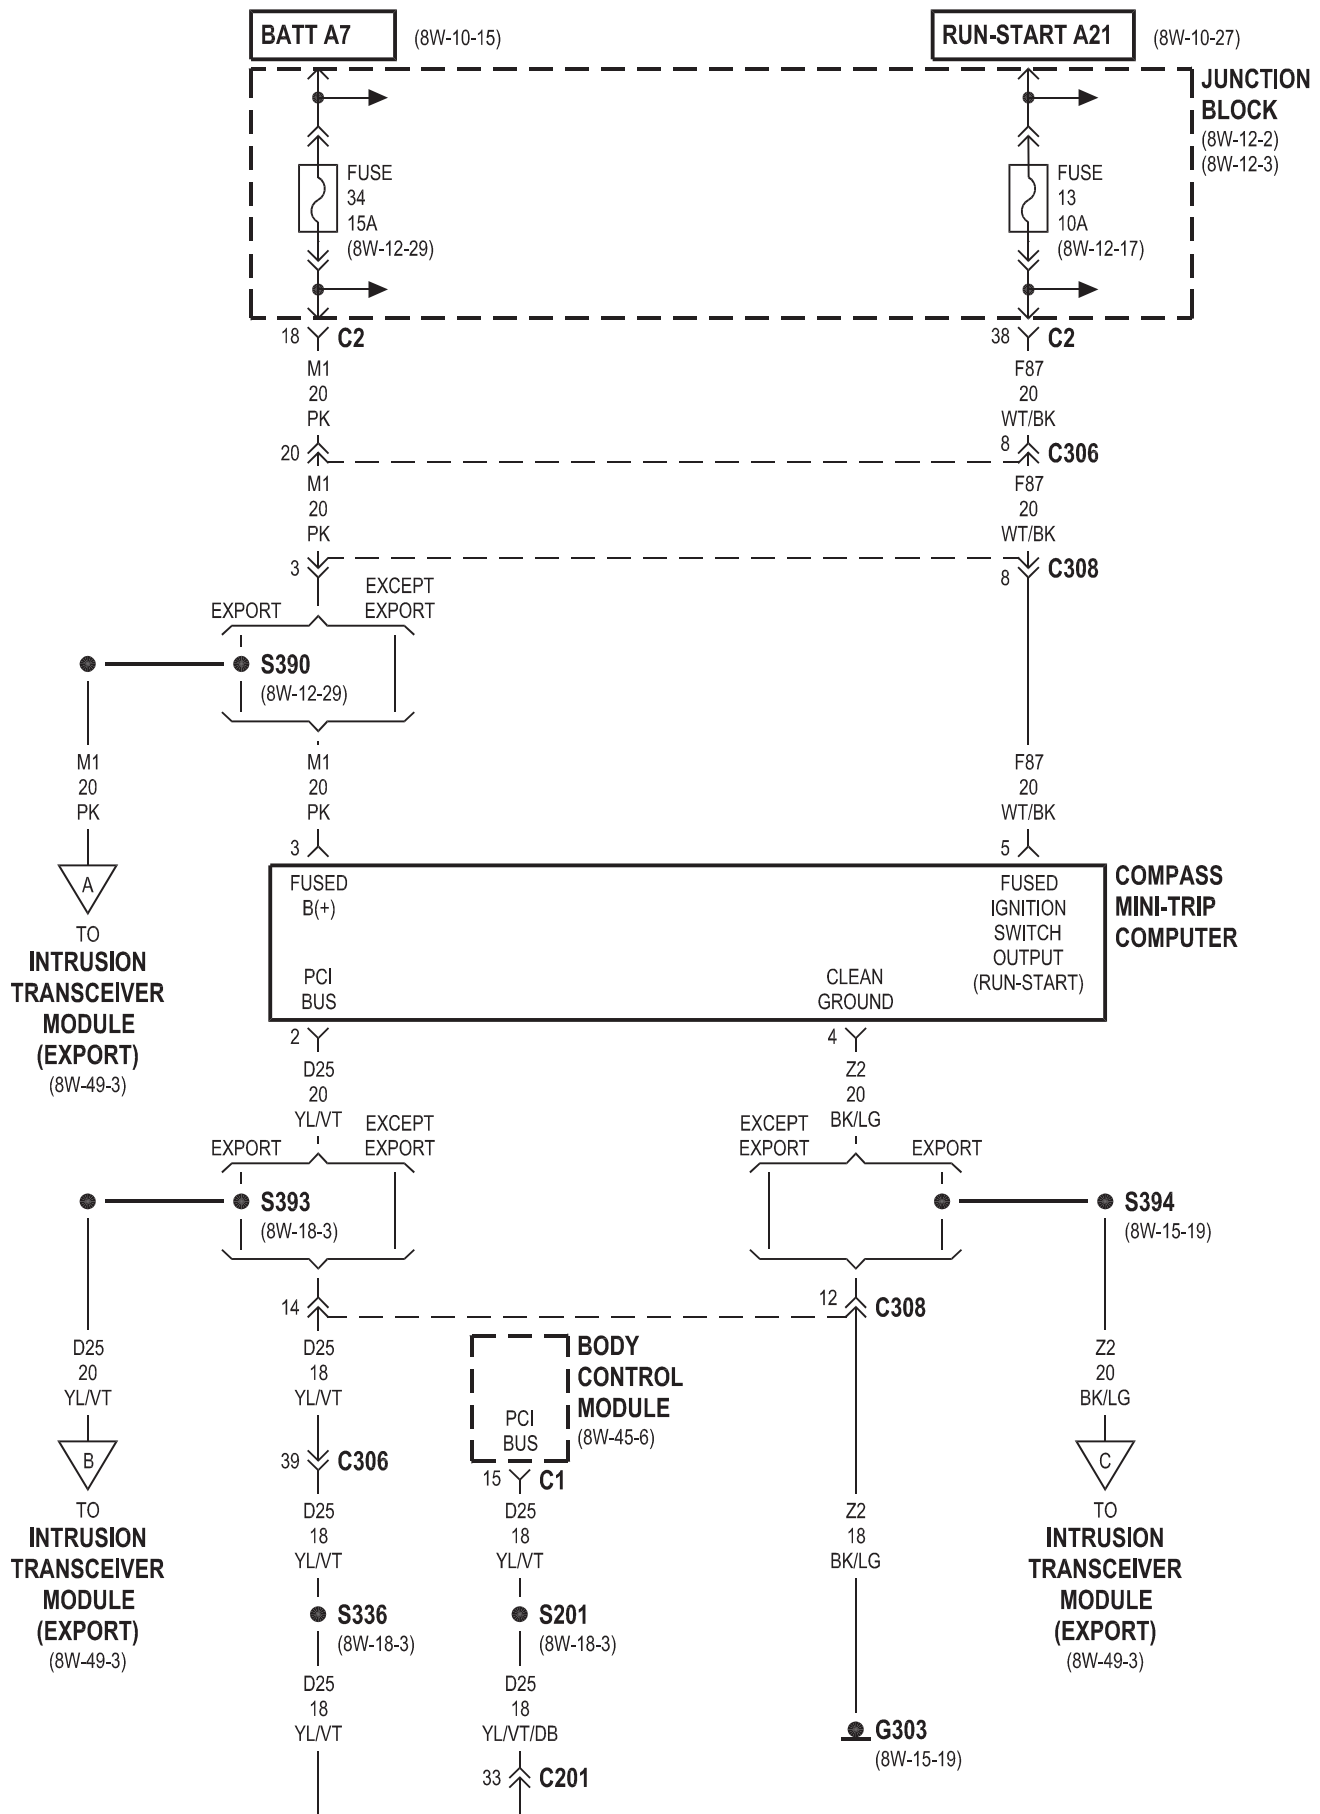 BATT A7
(8W-10-15)
RUN-START A21
(8W-10-27)
JUNCTION
BLOCK
(8W-12-2)
(8W-12-3)
FUSE
34
15A
(8W-12-29)
FUSE
13
10A
(8W-12-17)
18
C2
38
C2
M1
20
PK
F87
20
WT/BK
20
8
C306
M1
20
PK
F87
20
WT/BK
3
8
C308
EXPORT
EXCEPT
EXPORT
S390
(8W-12-29)
M1
20
PK
M1
20
PK
F87
20
WT/BK
3
5
A
TO
INTRUSION
TRANSCEIVER
MODULE
(EXPORT)
(8W-49-3)
FUSED
B(+)
FUSED
IGNITION
SWITCH
OUTPUT
(RUN-START)
COMPASS
MINI-TRIP
COMPUTER
PCI
BUS
CLEAN
GROUND
2
4
D25
20
YL/VT
Z2
20
BK/LG
EXPORT
EXCEPT
EXPORT
EXCEPT
EXPORT
EXPORT
S393
(8W-18-3)
S394
(8W-15-19)
14
12
C308
D25
20
YL/VT
D25
18
YL/VT
BODY
CONTROL
MODULE
(8W-45-6)
PCI
BUS
Z2
20
BK/LG
39
C306
15
C1
B
TO
INTRUSION
TRANSCEIVER
MODULE
(EXPORT)
(8W-49-3)
D25
18
YL/VT
D25
18
YL/VT
Z2
18
BK/LG
C
TO
INTRUSION
TRANSCEIVER
MODULE
(EXPORT)
(8W-49-3)
S336
(8W-18-3)
S201
(8W-18-3)
D25
18
YL/VT
D25
18
YL/VT/DB
G303
(8W-15-19)
33
C201